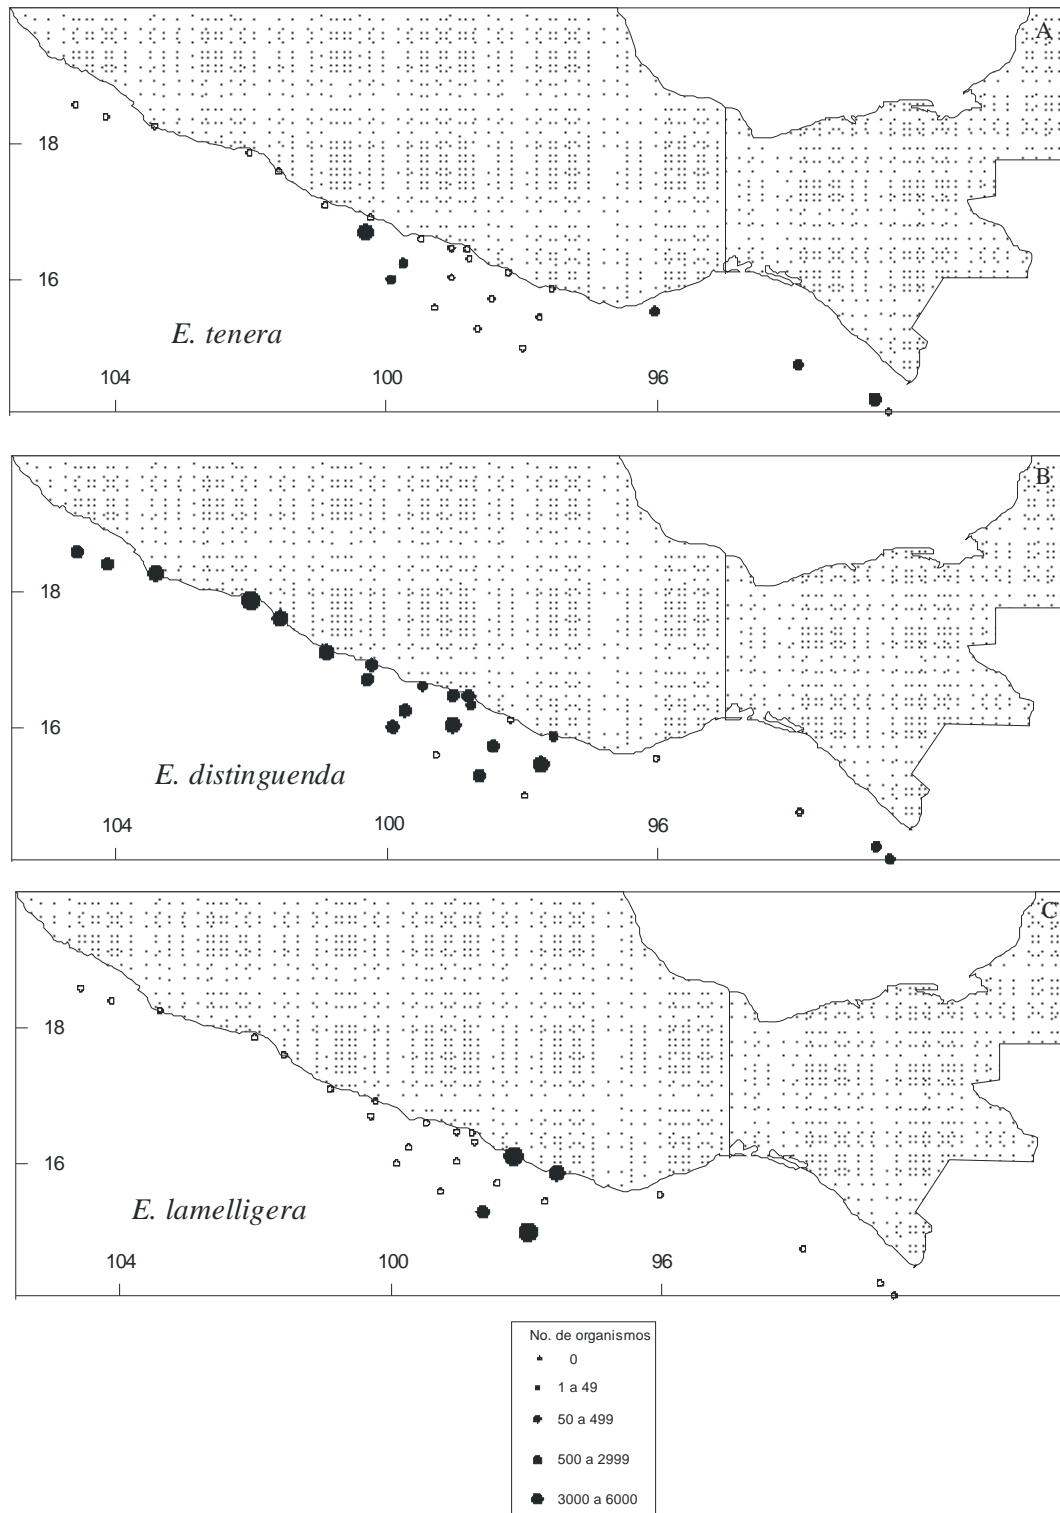 A
18
16
E. tenera
104
100
96
B
18
16
E. distinguenda
104
100
96
C
18
16
E. lamelligera
104
100
96
No. de organismos
0
1 a 49
50 a 499
500 a 2999
3000 a 6000